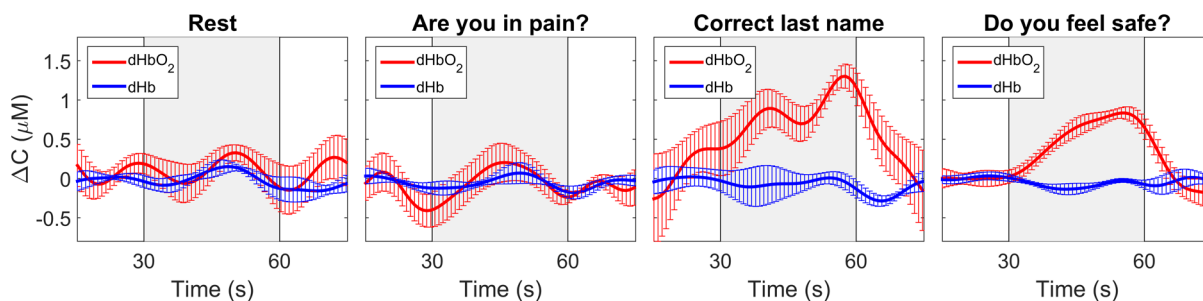 Rest
Are you in pain?
Correct last name
Do you feel safe?
ΔC (μM)
1.5
1
0.5
0
-0.5
dHbO₂
dHb
dHbO₂
dHb
dHbO₂
dHb
dHbO₂
dHb
30
60
30
60
30
60
30
60
Time (s)
Time (s)
Time (s)
Time (s)